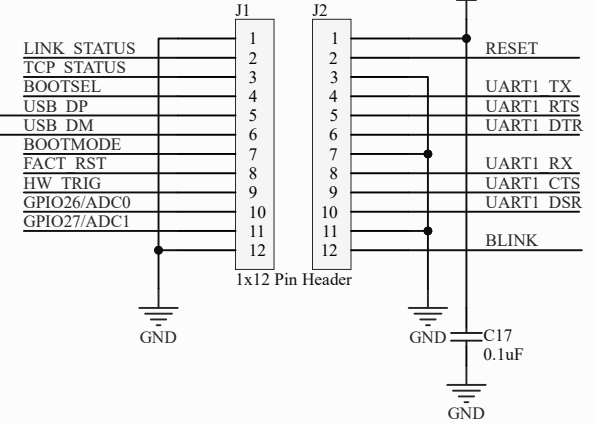 J1 J2
1 1
LINK_STATUS 2 2 RESET
TCP_STATUS 3 3
BOOTSEL 4 4 UART1_TX
USB_DP 5 5 UART1_RTS
USB_DM 6 6 UART1_DTR
BOOTMODE 7 7
FACT_RST 8 8 UART1_RX
HW_TRIG 9 9 UART1_CTS
GPIO26/ADC0 10 10 UART1_DSR
GPIO27/ADC1 11 11
12 12 BLINK
1x12 Pin Header
GND GND C17
0.1uF
GND